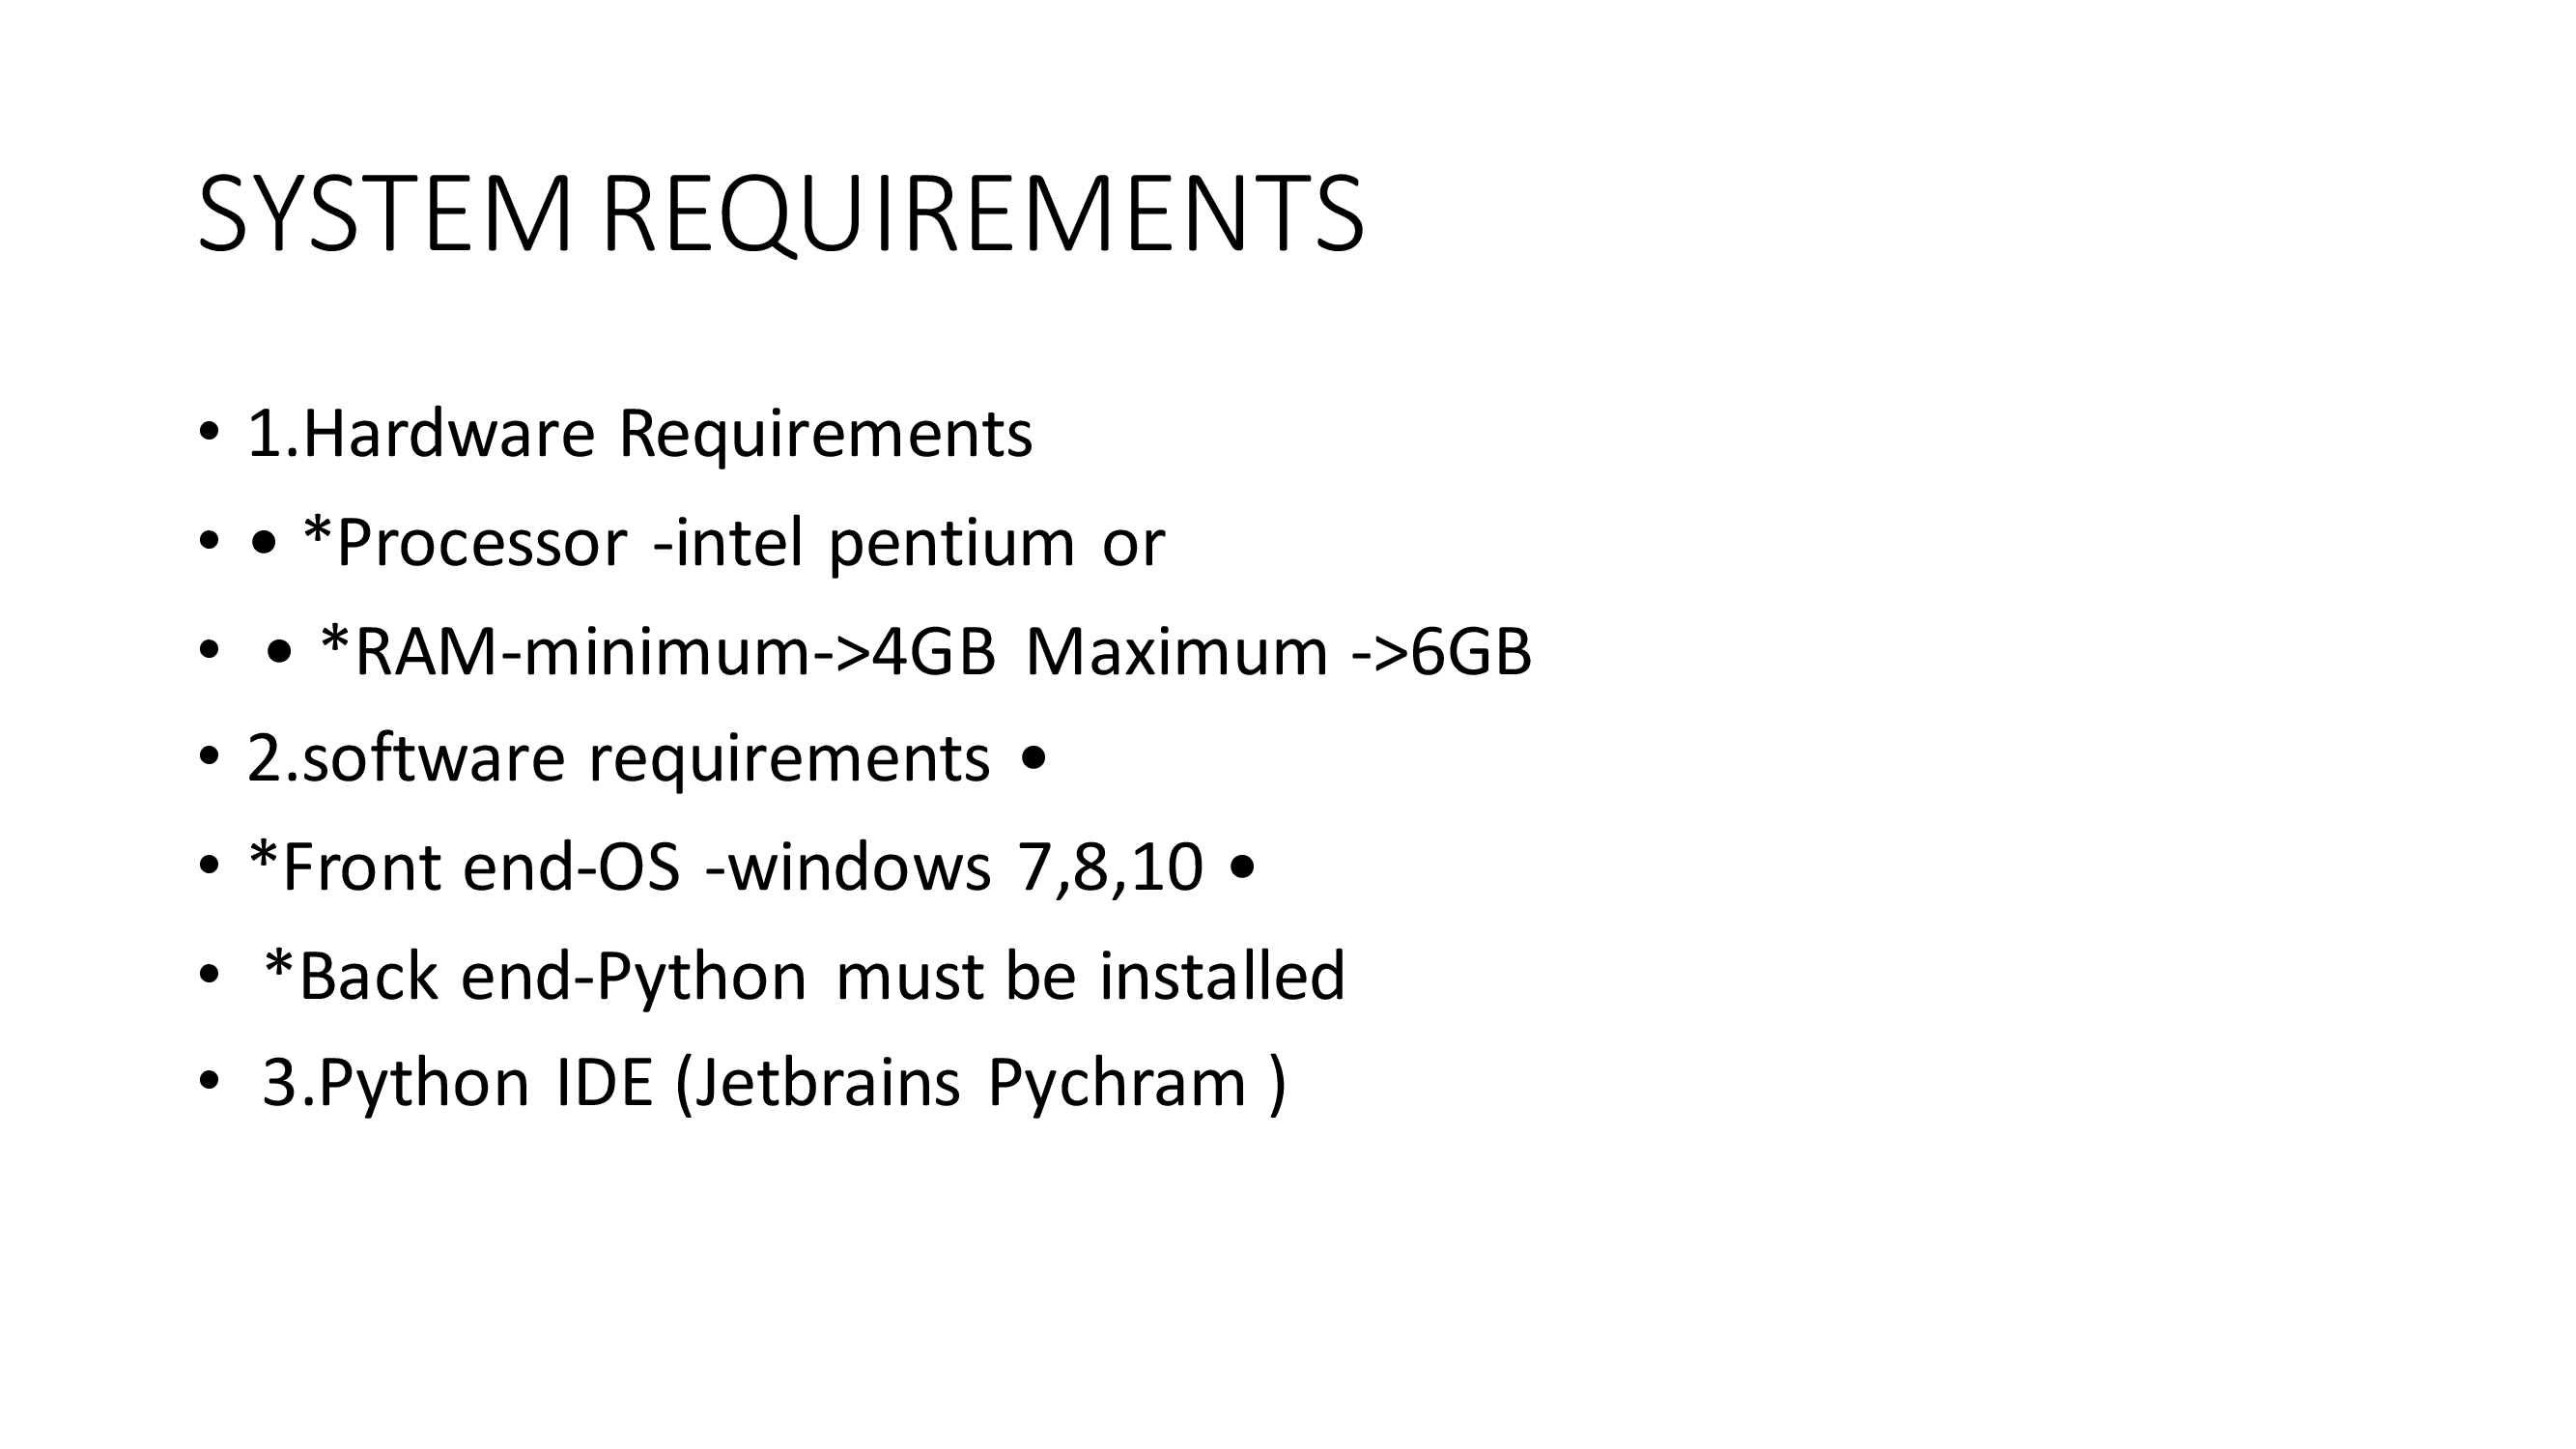 SYSTEM REQUIREMENTS
• 1.Hardware Requirements
• • *Processor -intel pentium or
• • *RAM-minimum->4GB Maximum ->6GB
• 2.software requirements •
• *Front end-OS -windows 7,8,10 •
• *Back end-Python must be installed
• 3.Python IDE (Jetbrains Pychram )